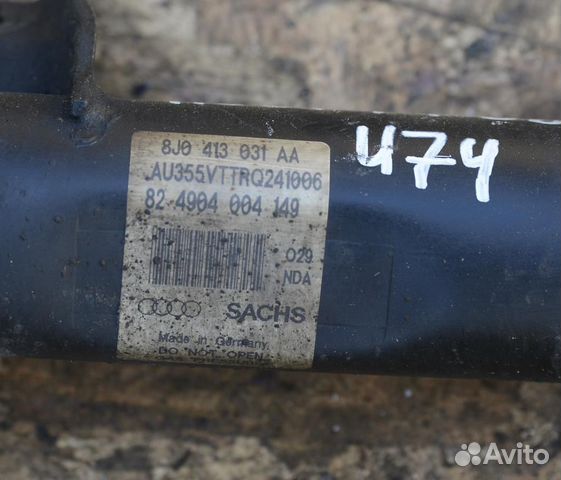 8J0 413 031 AA
AU355VTTRQ241006
82 4904 004 149
029
NDA
SACHS
Made in Germany
DO NOT OPEN
474
Avito